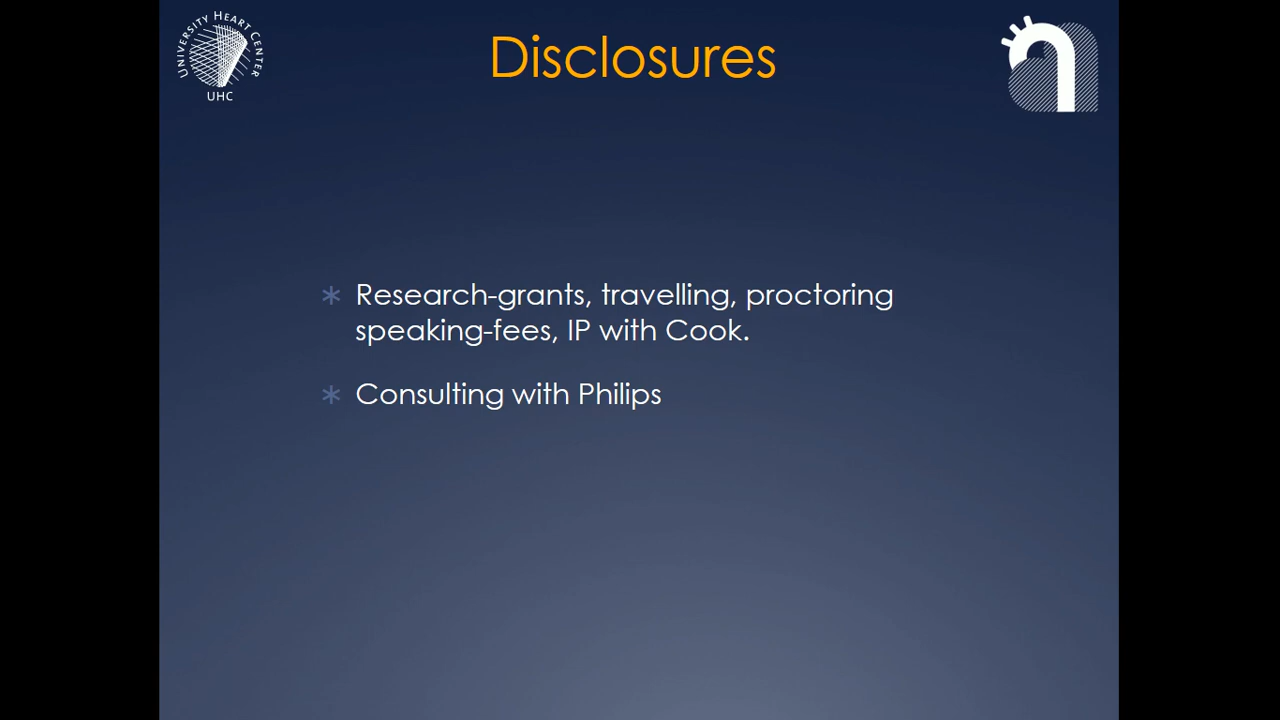 UNIVERSITY HEART CENTER
UHC
Disclosures
Research-grants, travelling, proctoring
speaking-fees, IP with Cook.
Consulting with Philips